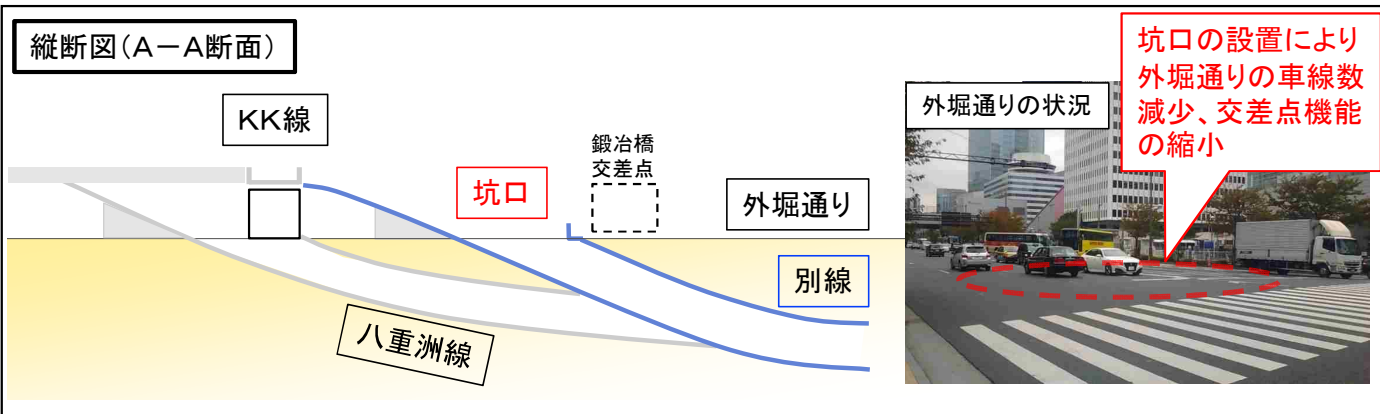 縦断図(A-A断面)
KK線
坑口
鍛冶橋
交差点
外堀通り
別線
八重洲線
外堀通りの状況
坑口の設置により
外堀通りの車線数
減少、交差点機能
の縮小